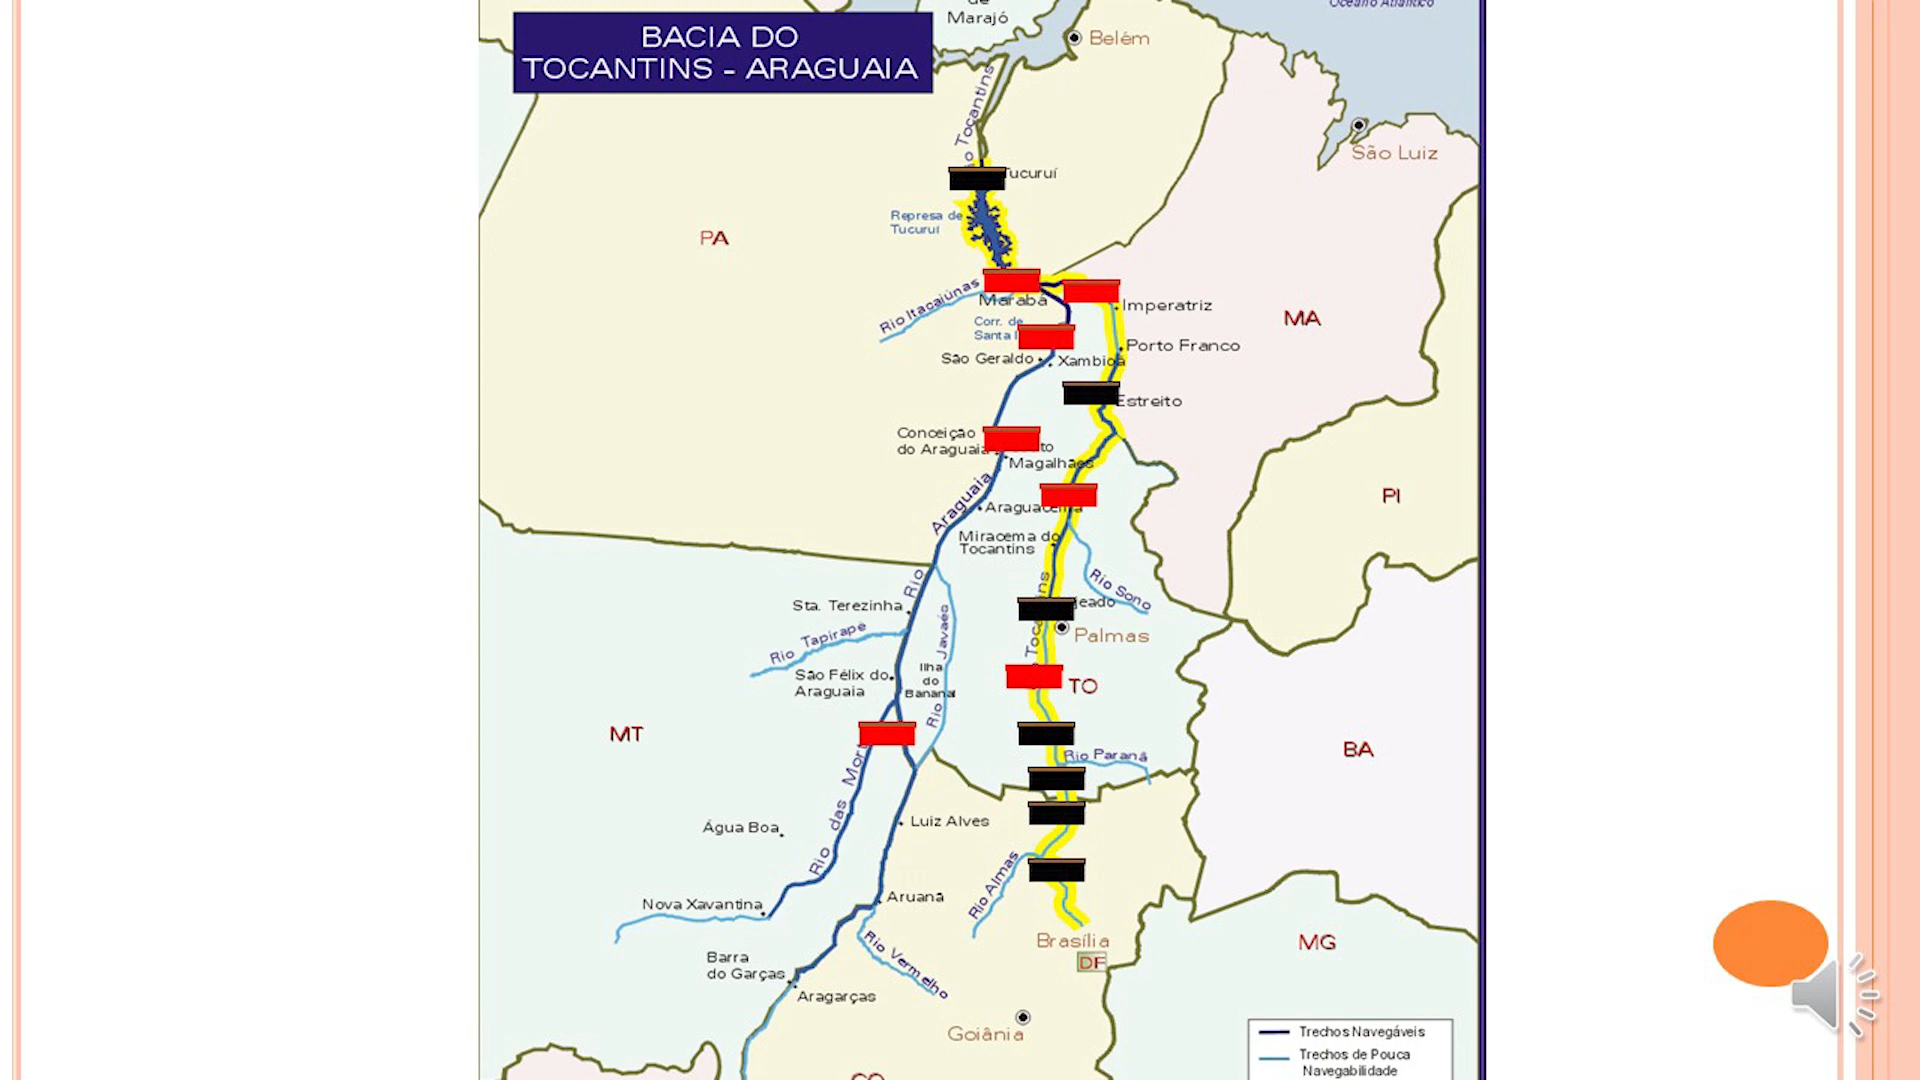 Oceano Atlântico
de
Marajó
BACIA DO
TOCANTINS - ARAGUAIA
Belém
Tocantins
São Luiz
Tucuruí
Represa de
Tucuruí
PA
Rio Itacaiúnas
Marabá
Imperatriz
MA
Corr. de
Santa
Porto Franco
São Geraldo
Xambioá
Estreito
Conceição
do Araguaia
Magalhães
PI
Rio Araguaia
Araguacema
Miracema do
Tocantins
Rio Sono
Sta. Terezinha
Rio Tapirapé
Rio Javaés
Palmas
São Félix do
Araguaia
Ilha
do
Bananal
TO
MT
BA
Rio Paranã
Rio das
Água Boa
Luiz Alves
Rio Almas
Nova Xavantina
Aruanã
Rio Vermelho
Brasília
DF
MG
Barra
do Garças
Aragarças
Goiânia
Trechos Navegáveis
Trechos de Pouca
Navegabilidade